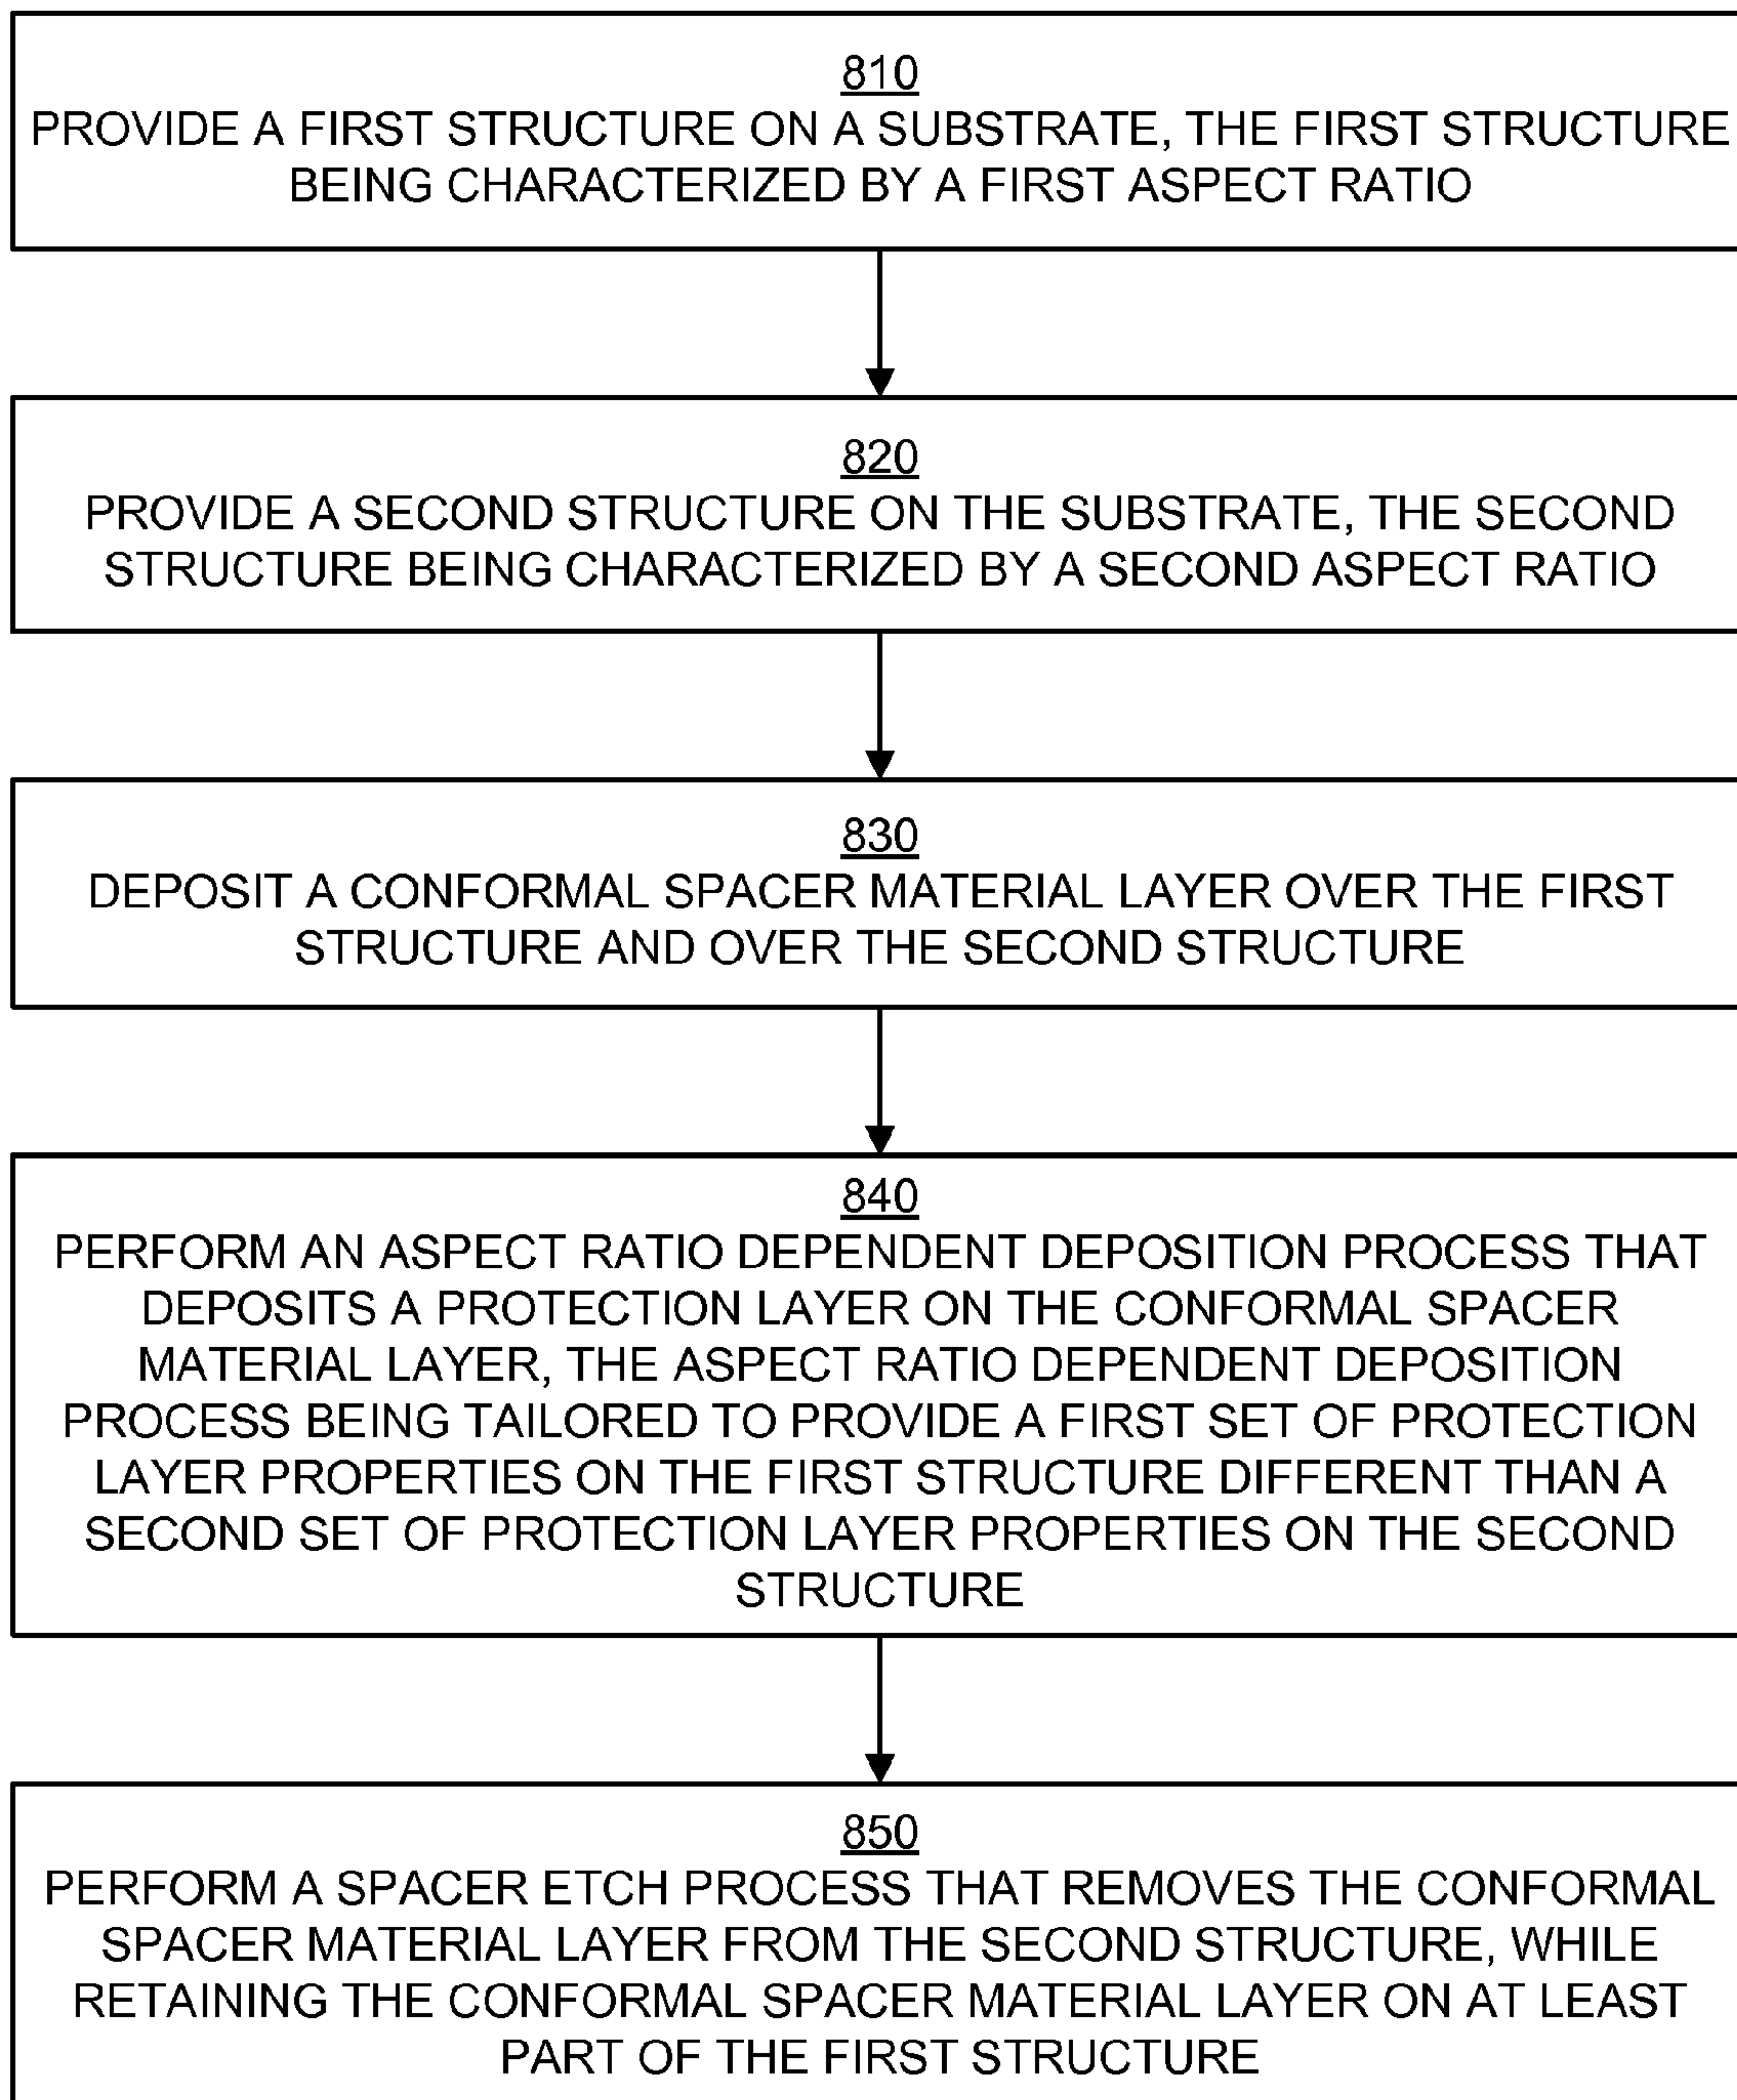 810
PROVIDE A FIRST STRUCTURE ON A SUBSTRATE, THE FIRST STRUCTURE
BEING CHARACTERIZED BY A FIRST ASPECT RATIO
820
PROVIDE A SECOND STRUCTURE ON THE SUBSTRATE, THE SECOND
STRUCTURE BEING CHARACTERIZED BY A SECOND ASPECT RATIO
830
DEPOSIT A CONFORMAL SPACER MATERIAL LAYER OVER THE FIRST
STRUCTURE AND OVER THE SECOND STRUCTURE
840
PERFORM AN ASPECT RATIO DEPENDENT DEPOSITION PROCESS THAT
DEPOSITS A PROTECTION LAYER ON THE CONFORMAL SPACER
MATERIAL LAYER, THE ASPECT RATIO DEPENDENT DEPOSITION
PROCESS BEING TAILORED TO PROVIDE A FIRST SET OF PROTECTION
LAYER PROPERTIES ON THE FIRST STRUCTURE DIFFERENT THAN A
SECOND SET OF PROTECTION LAYER PROPERTIES ON THE SECOND
STRUCTURE
850
PERFORM A SPACER ETCH PROCESS THAT REMOVES THE CONFORMAL
SPACER MATERIAL LAYER FROM THE SECOND STRUCTURE, WHILE
RETAINING THE CONFORMAL SPACER MATERIAL LAYER ON AT LEAST
PART OF THE FIRST STRUCTURE